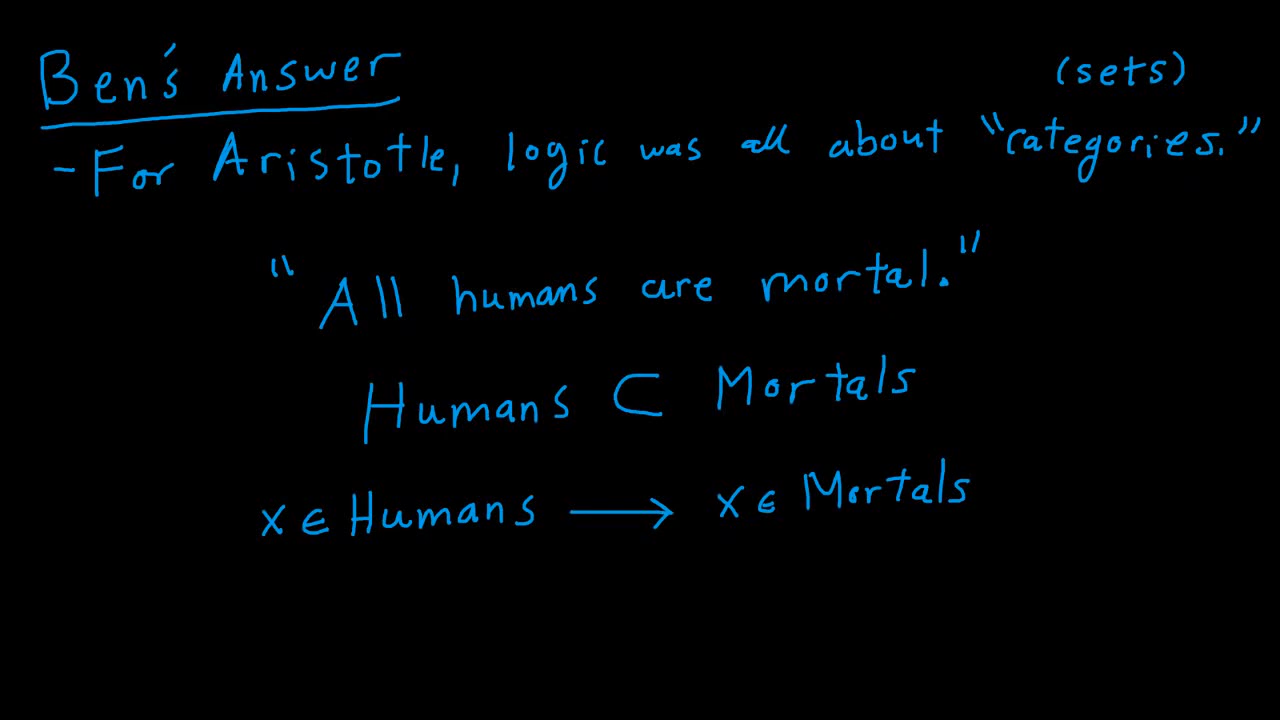 Ben's Answer
(sets)
- For Aristotle, logic was all about "categories."
"All humans are mortal."
Humans ⊂ Mortals
x ∈ Humans ⟶ x ∈ Mortals